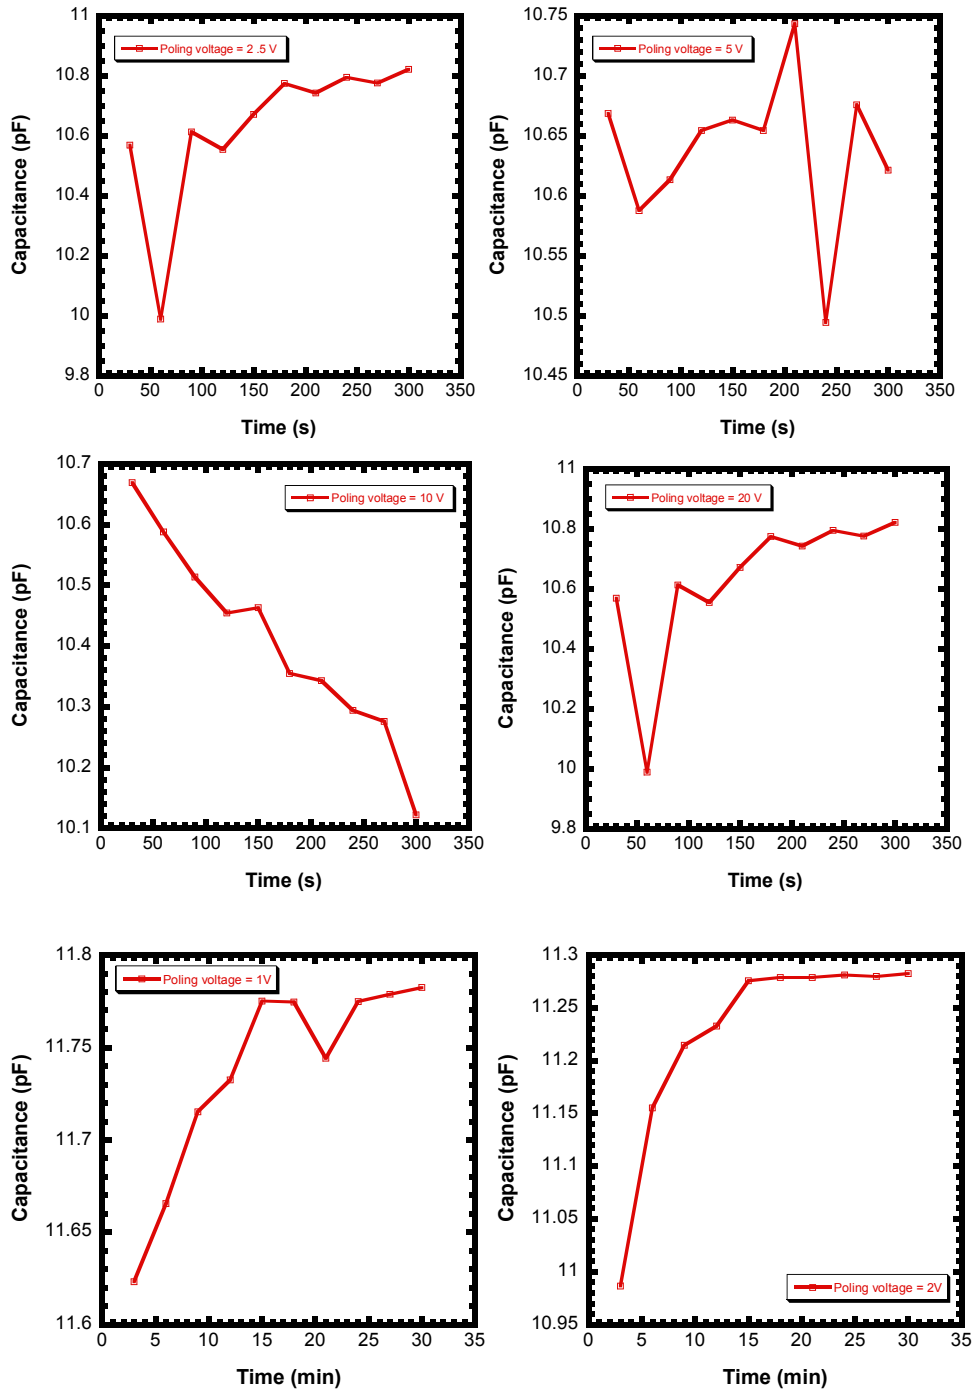 11
10.8
10.6
10.4
10.2
10
9.8
0 50 100 150 200 250 300 350
Capacitance (pF)
Time (s)
Poling voltage = 2 .5 V
10.75
10.7
10.65
10.6
10.55
10.5
10.45
0 50 100 150 200 250 300 350
Capacitance (pF)
Time (s)
Poling voltage = 5 V
10.7
10.6
10.5
10.4
10.3
10.2
10.1
0 50 100 150 200 250 300 350
Capacitance (pF)
Time (s)
Poling voltage = 10 V
11
10.8
10.6
10.4
10.2
10
9.8
0 50 100 150 200 250 300 350
Capacitance (pF)
Time (s)
Poling voltage = 20 V
11.8
11.75
11.7
11.65
11.6
0 5 10 15 20 25 30 35
Capacitance (pF)
Time (min)
Poling voltage = 1V
11.3
11.25
11.2
11.15
11.1
11.05
11
10.95
0 5 10 15 20 25 30 35
Capacitance (pF)
Time (min)
Poling voltage = 2V